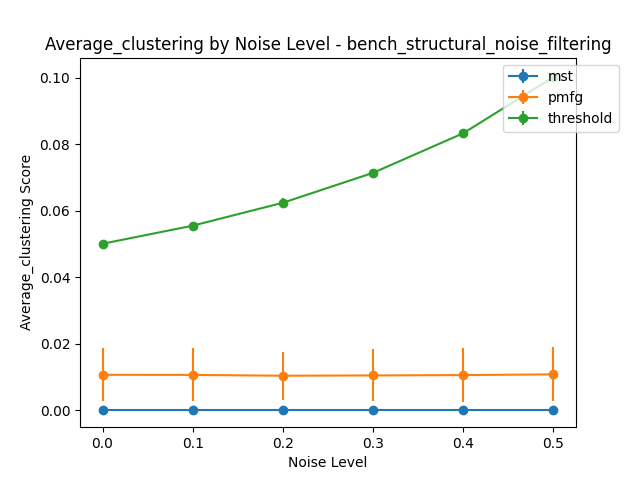 Average_clustering by Noise Level - bench_structural_noise_filtering
mst
pmfg
threshold
Average_clustering Score
0.10
0.08
0.06
0.04
0.02
0.00
0.0 0.1 0.2 0.3 0.4 0.5
Noise Level